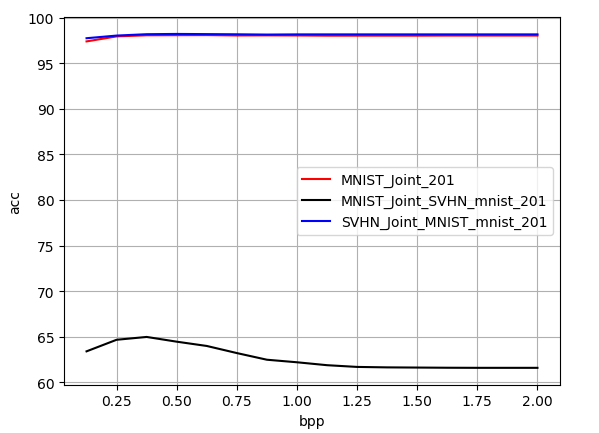 100
95
90
85
80
75
70
65
60
acc
MNIST_Joint_201
MNIST_Joint_SVHN_mnist_201
SVHN_Joint_MNIST_mnist_201
0.25 0.50 0.75 1.00 1.25 1.50 1.75 2.00
bpp